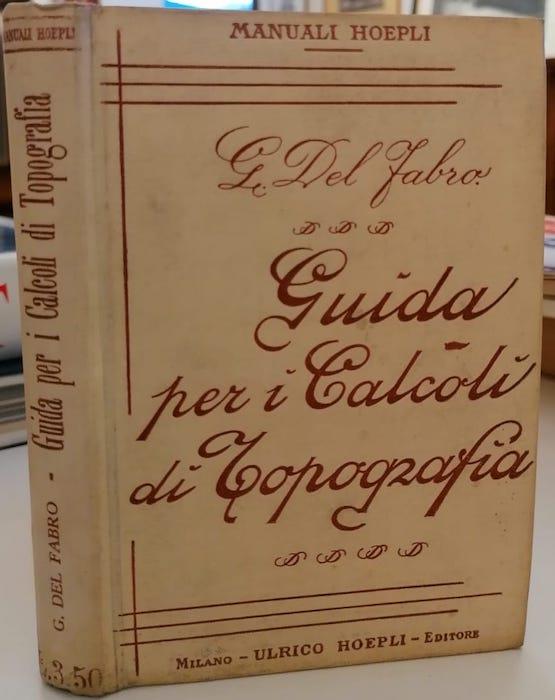 MANUALI HOEPLI
G. Del Fabro.
Guida
per i Calcoli
di Topografia
MILANO - ULRICO HOEPLI - EDITORE
MANUALI HOEPLI
G. DEL FABRO - Guida per i Calcoli di Topografia
L. 3.50